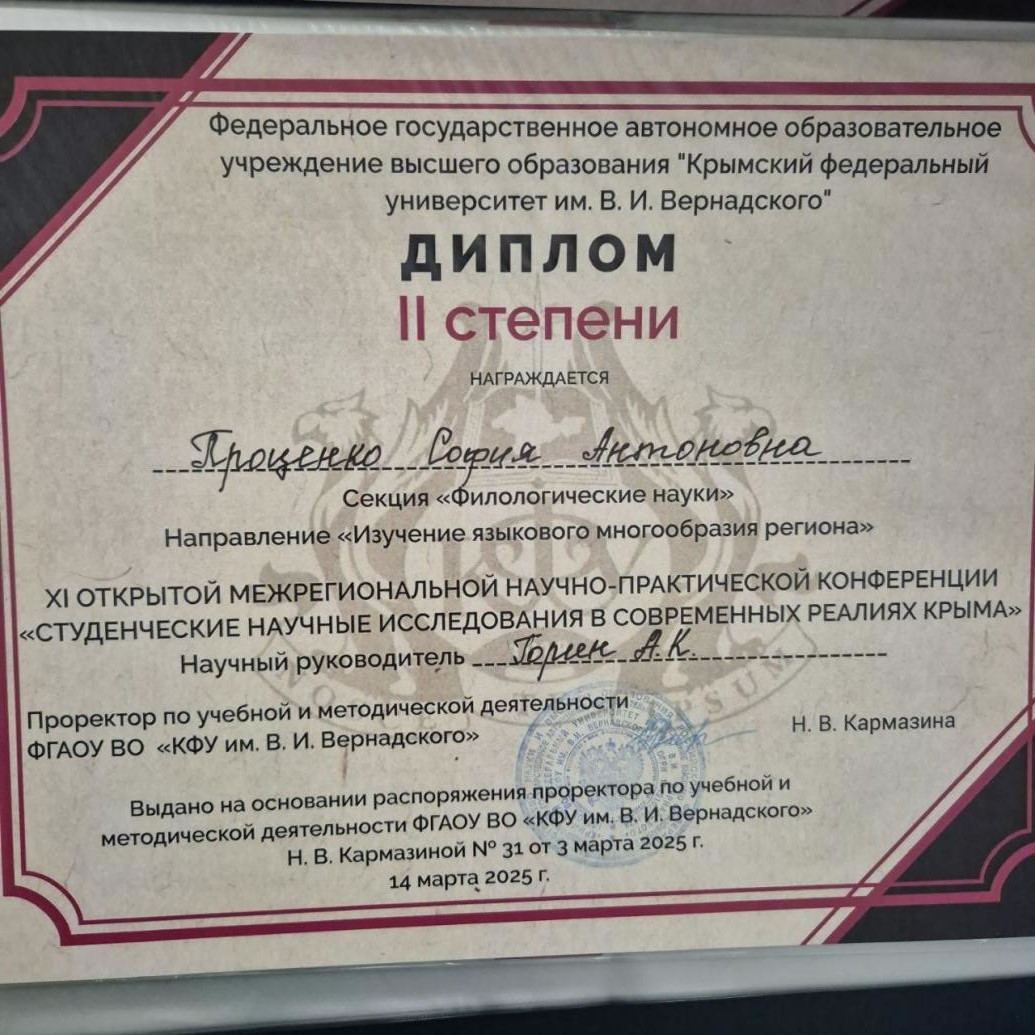 Федеральное государственное автономное образовательное
учреждение высшего образования "Крымский федеральный
университет им. В. И. Вернадского"
ДИПЛОМ
II степени
НАГРАЖДАЕТСЯ
Проценко София Антоновна
Секция «Филологические науки»
Направление «Изучение языкового многообразия региона»
XI ОТКРЫТОЙ МЕЖРЕГИОНАЛЬНОЙ НАУЧНО-ПРАКТИЧЕСКОЙ КОНФЕРЕНЦИИ
«СТУДЕНЧЕСКИЕ НАУЧНЫЕ ИССЛЕДОВАНИЯ В СОВРЕМЕННЫХ РЕАЛИЯХ КРЫМА»
Научный руководитель Горин А.К.
Проректор по учебной и методической деятельности
ФГАОУ ВО «КФУ им. В. И. Вернадского»
Н. В. Кармазина
Выдано на основании распоряжения проректора по учебной и
методической деятельности ФГАОУ ВО «КФУ им. В. И. Вернадского»
Н. В. Кармазиной № 31 от 3 марта 2025 г.
14 марта 2025 г.